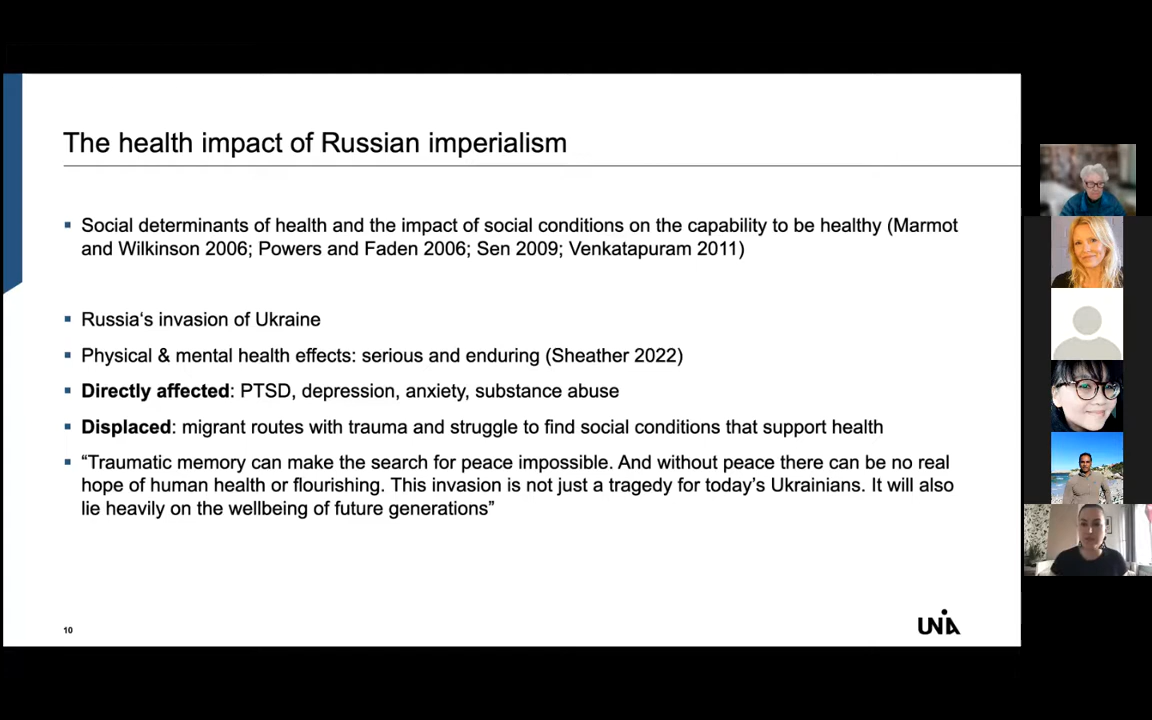 The health impact of Russian imperialism
▪ Social determinants of health and the impact of social conditions on the capability to be healthy (Marmot
and Wilkinson 2006; Powers and Faden 2006; Sen 2009; Venkatapuram 2011)
▪ Russia‘s invasion of Ukraine
▪ Physical & mental health effects: serious and enduring (Sheather 2022)
▪ Directly affected: PTSD, depression, anxiety, substance abuse
▪ Displaced: migrant routes with trauma and struggle to find social conditions that support health
▪ “Traumatic memory can make the search for peace impossible. And without peace there can be no real
hope of human health or flourishing. This invasion is not just a tragedy for today’s Ukrainians. It will also
lie heavily on the wellbeing of future generations”
10
UNIA